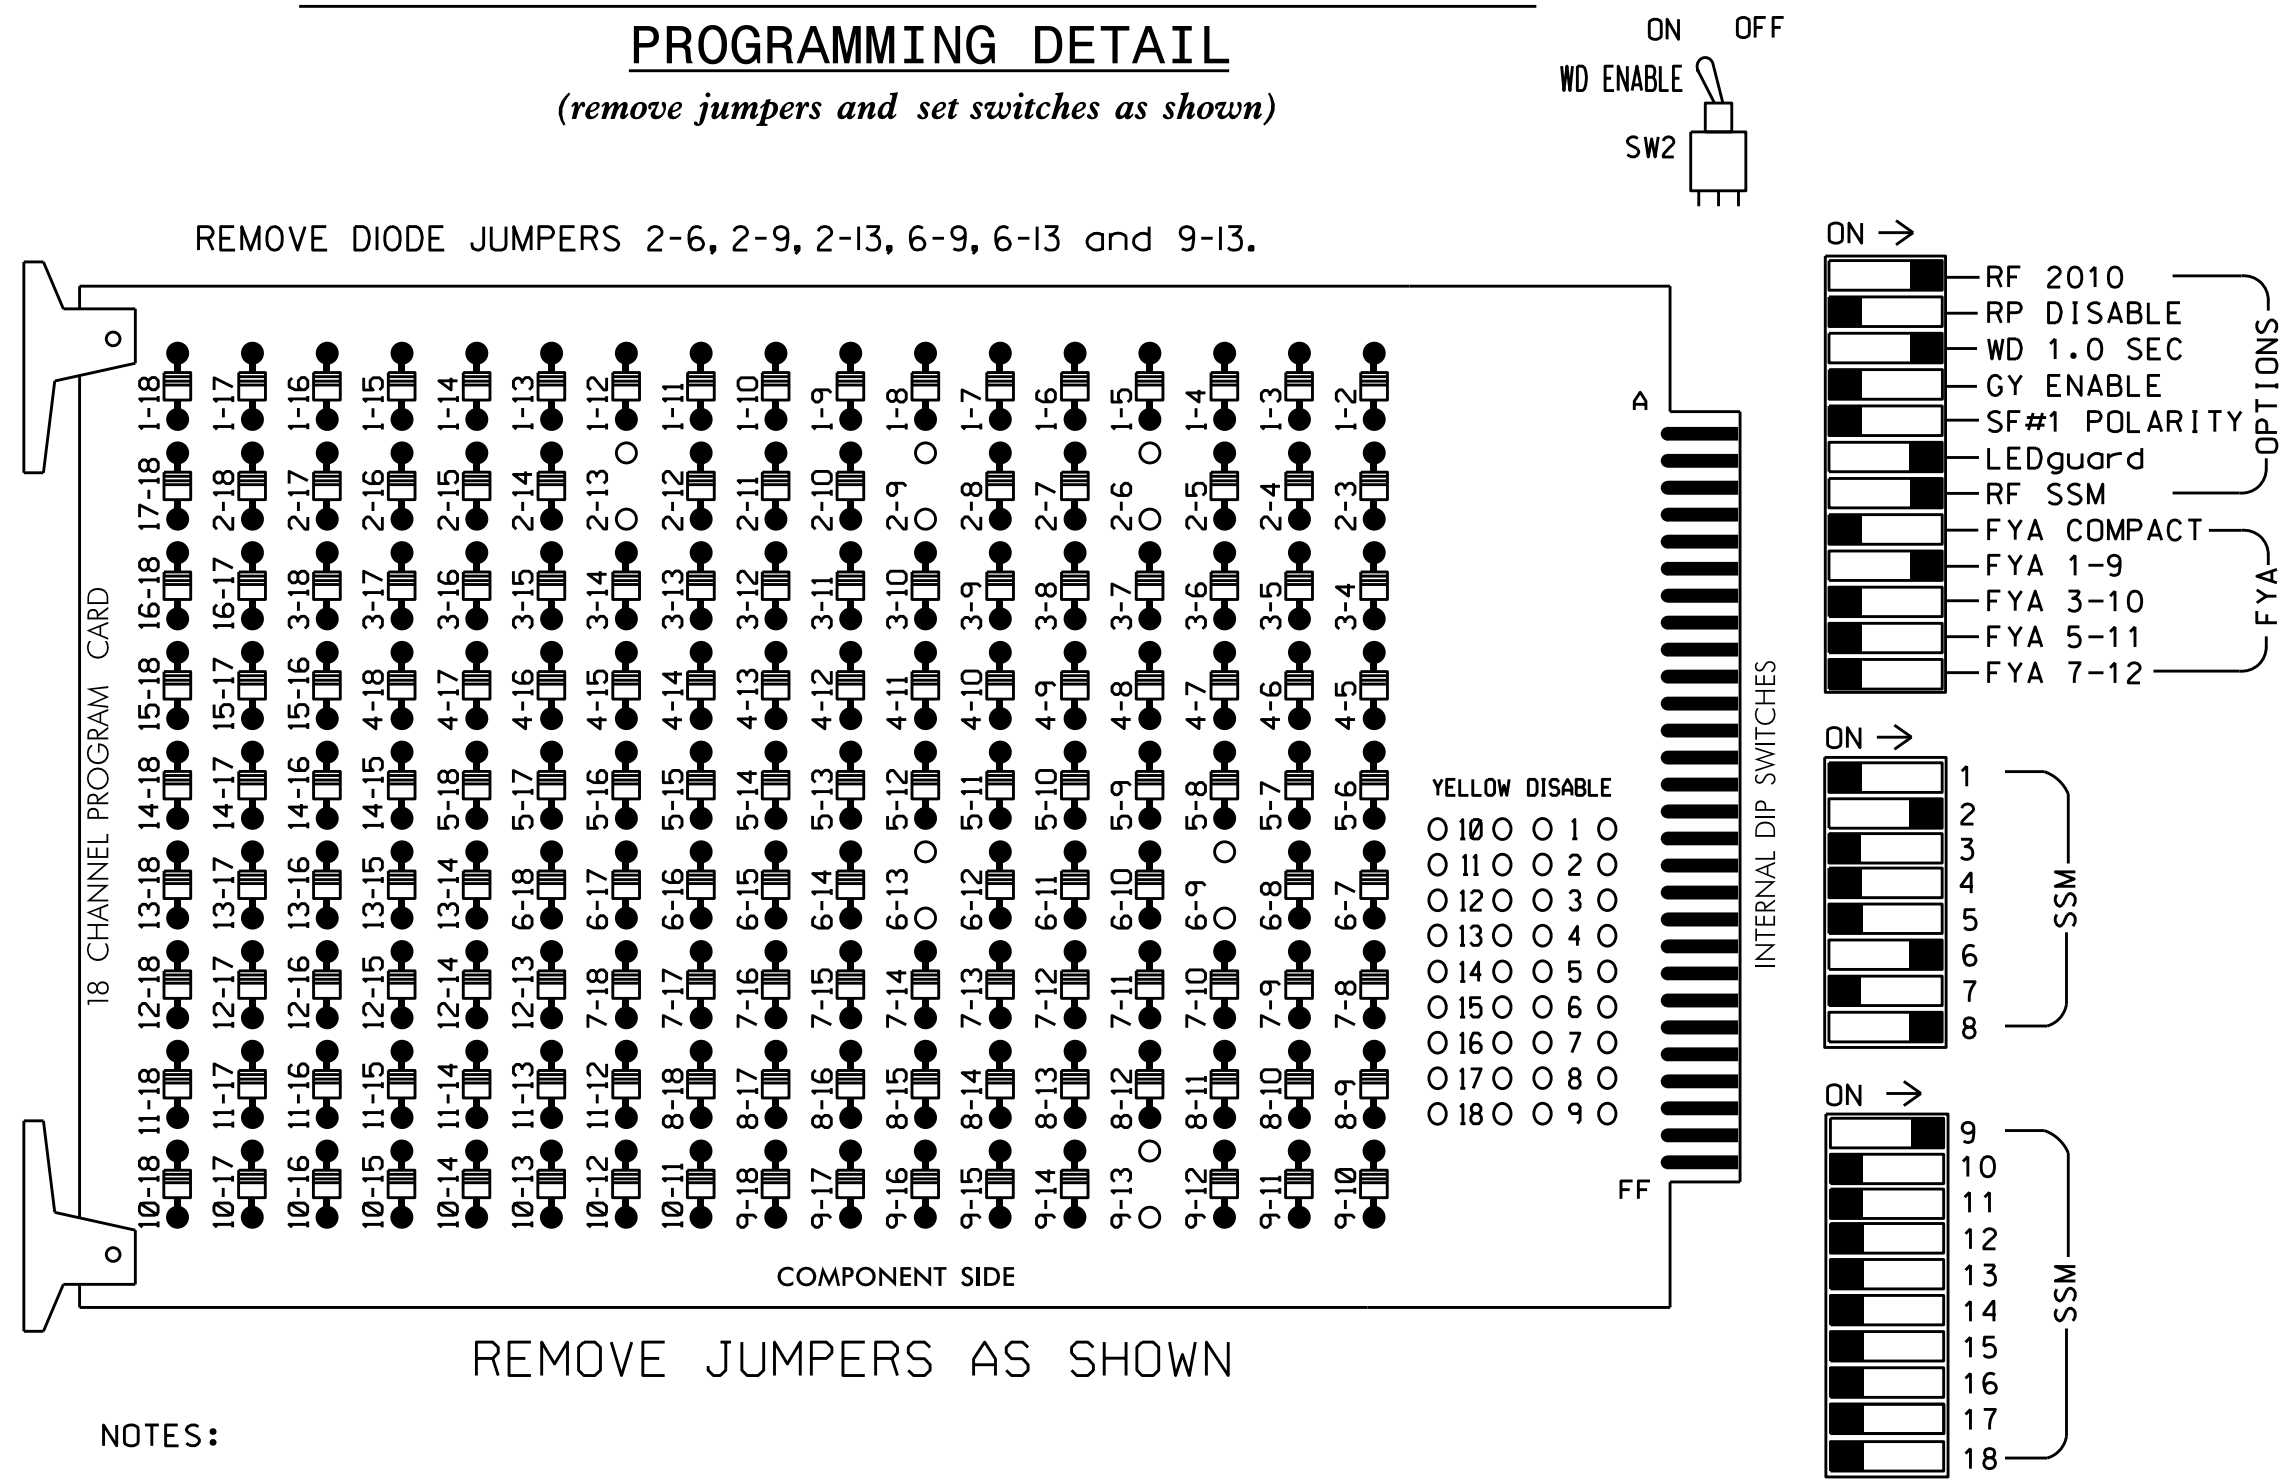 PROGRAMMING DETAIL
(remove jumpers and set switches as shown)
ON OFF
WD ENABLE
SW2
REMOVE DIODE JUMPERS 2-6, 2-9, 2-13, 6-9, 6-13 and 9-13.
18 CHANNEL PROGRAM CARD
1-18 1-17 1-16 1-15 1-14 1-13 1-12 1-11 1-10 1-9 1-8 1-7 1-6 1-5 1-4 1-3 1-2
17-18 2-18 2-17 2-16 2-15 2-14 2-13 2-12 2-11 2-10 2-9 2-8 2-7 2-6 2-5 2-4 2-3
16-18 16-17 3-18 3-17 3-16 3-15 3-14 3-13 3-12 3-11 3-10 3-9 3-8 3-7 3-6 3-5 3-4
15-18 15-17 15-16 4-18 4-17 4-16 4-15 4-14 4-13 4-12 4-11 4-10 4-9 4-8 4-7 4-6 4-5
14-18 14-17 14-16 14-15 5-18 5-17 5-16 5-15 5-14 5-13 5-12 5-11 5-10 5-9 5-8 5-7 5-6
13-18 13-17 13-16 13-15 13-14 6-18 6-17 6-16 6-15 6-14 6-13 6-12 6-11 6-10 6-9 6-8 6-7
12-18 12-17 12-16 12-15 12-14 12-13 7-18 7-17 7-16 7-15 7-14 7-13 7-12 7-11 7-10 7-9 7-8
11-18 11-17 11-16 11-15 11-14 11-13 11-12 8-18 8-17 8-16 8-15 8-14 8-13 8-12 8-11 8-10 8-9
10-18 10-17 10-16 10-15 10-14 10-13 10-12 10-11 9-18 9-17 9-16 9-15 9-14 9-13 9-12 9-11 9-10
A
YELLOW DISABLE
10 1
11 2
12 3
13 4
14 5
15 6
16 7
17 8
18 9
FF
COMPONENT SIDE
REMOVE JUMPERS AS SHOWN
NOTES:
INTERNAL DIP SWITCHES
ON
RF 2010
RP DISABLE
WD 1.0 SEC
GY ENABLE
SF#1 POLARITY
LEDguard
RF SSM
OPTIONS
FYA COMPACT
FYA 1-9
FYA 3-10
FYA 5-11
FYA 7-12
FYA
ON
1
2
3
4
5
6
7
8
SSM
ON
9
10
11
12
13
14
15
16
17
18
SSM